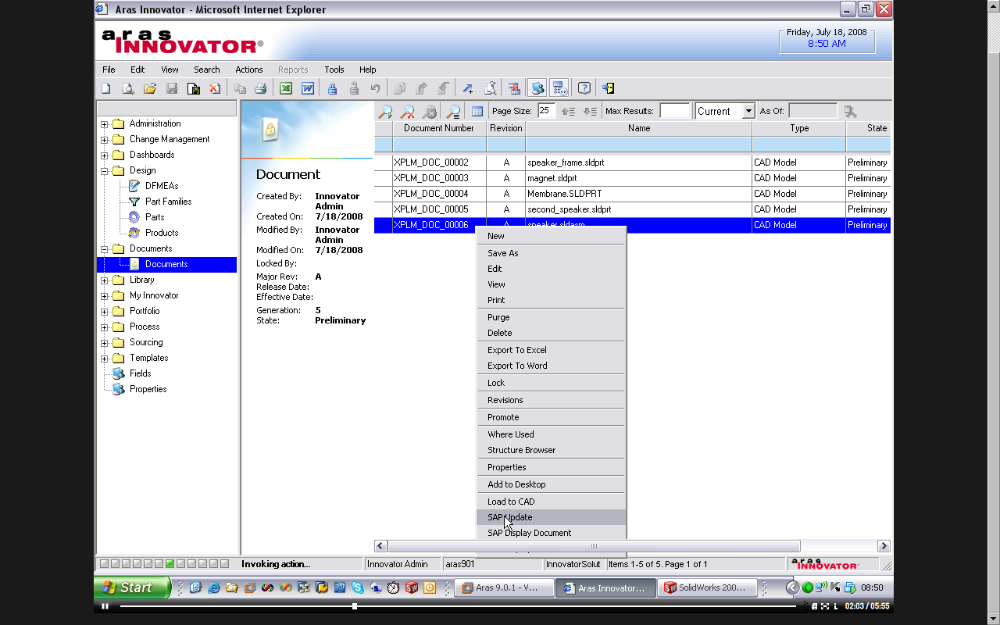 Aras Innovator - Microsoft Internet Explorer
aras
INNOVATOR®
Friday, July 18, 2008
8:50 AM
File Edit View Search Actions Reports Tools Help
Page Size: 25 Max Results: Current As Of:
Document Number Revision Name Type State
XPLM_DOC_00002 A speaker_frame.sldprt CAD Model Preliminary
XPLM_DOC_00003 A magnet.sldprt CAD Model Preliminary
XPLM_DOC_00004 A Membrane.SLDPRT CAD Model Preliminary
XPLM_DOC_00005 A second_speaker.sldprt CAD Model Preliminary
XPLM_DOC_00006 A speaker.sldasm CAD Model Preliminary
Administration
Change Management
Dashboards
Design
DFMEAs
Part Families
Parts
Products
Documents
Documents
Library
My Innovator
Portfolio
Process
Sourcing
Templates
Fields
Properties
Document
Created By: Innovator
Admin
Created On: 7/18/2008
Modified By: Innovator
Admin
Modified On: 7/18/2008
Locked By:
Major Rev: A
Release Date:
Effective Date:
Generation: 5
State: Preliminary
New
Save As
Edit
View
Print
Purge
Delete
Export To Excel
Export To Word
Lock
Revisions
Promote
Where Used
Structure Browser
Properties
Add to Desktop
Load to CAD
SAP Update
SAP Display Document
Invoking action... Innovator Admin aras901 InnovatorSolut Items 1-5 of 5. Page 1 of 1
aras
INNOVATOR
Start Aras 9.0.1 - V... Aras Innovator... SolidWorks 200... 08:50
02:03 / 05:55